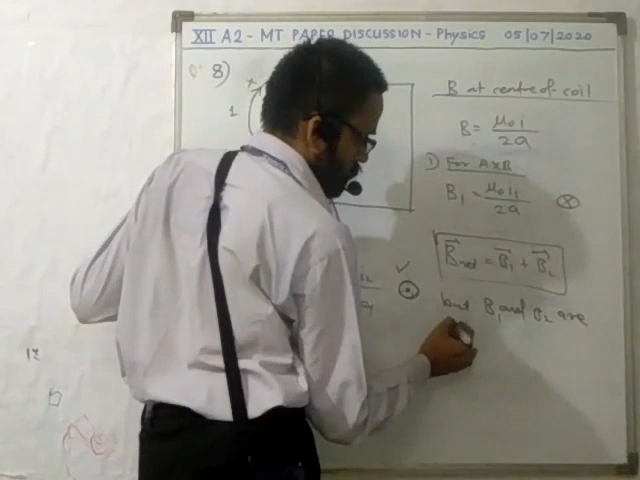 XII A2 - MT PAPER DISCUSSION - Physics 05/07/2020
8)
1
B at centre of coil
B = μ₀I / 2a
1) For AXB
B₁ = μ₀I₁ / 2a ⊗
B⃗net = B⃗₁ + B⃗₂
✓ ⊙
but B₁ and B₂ are